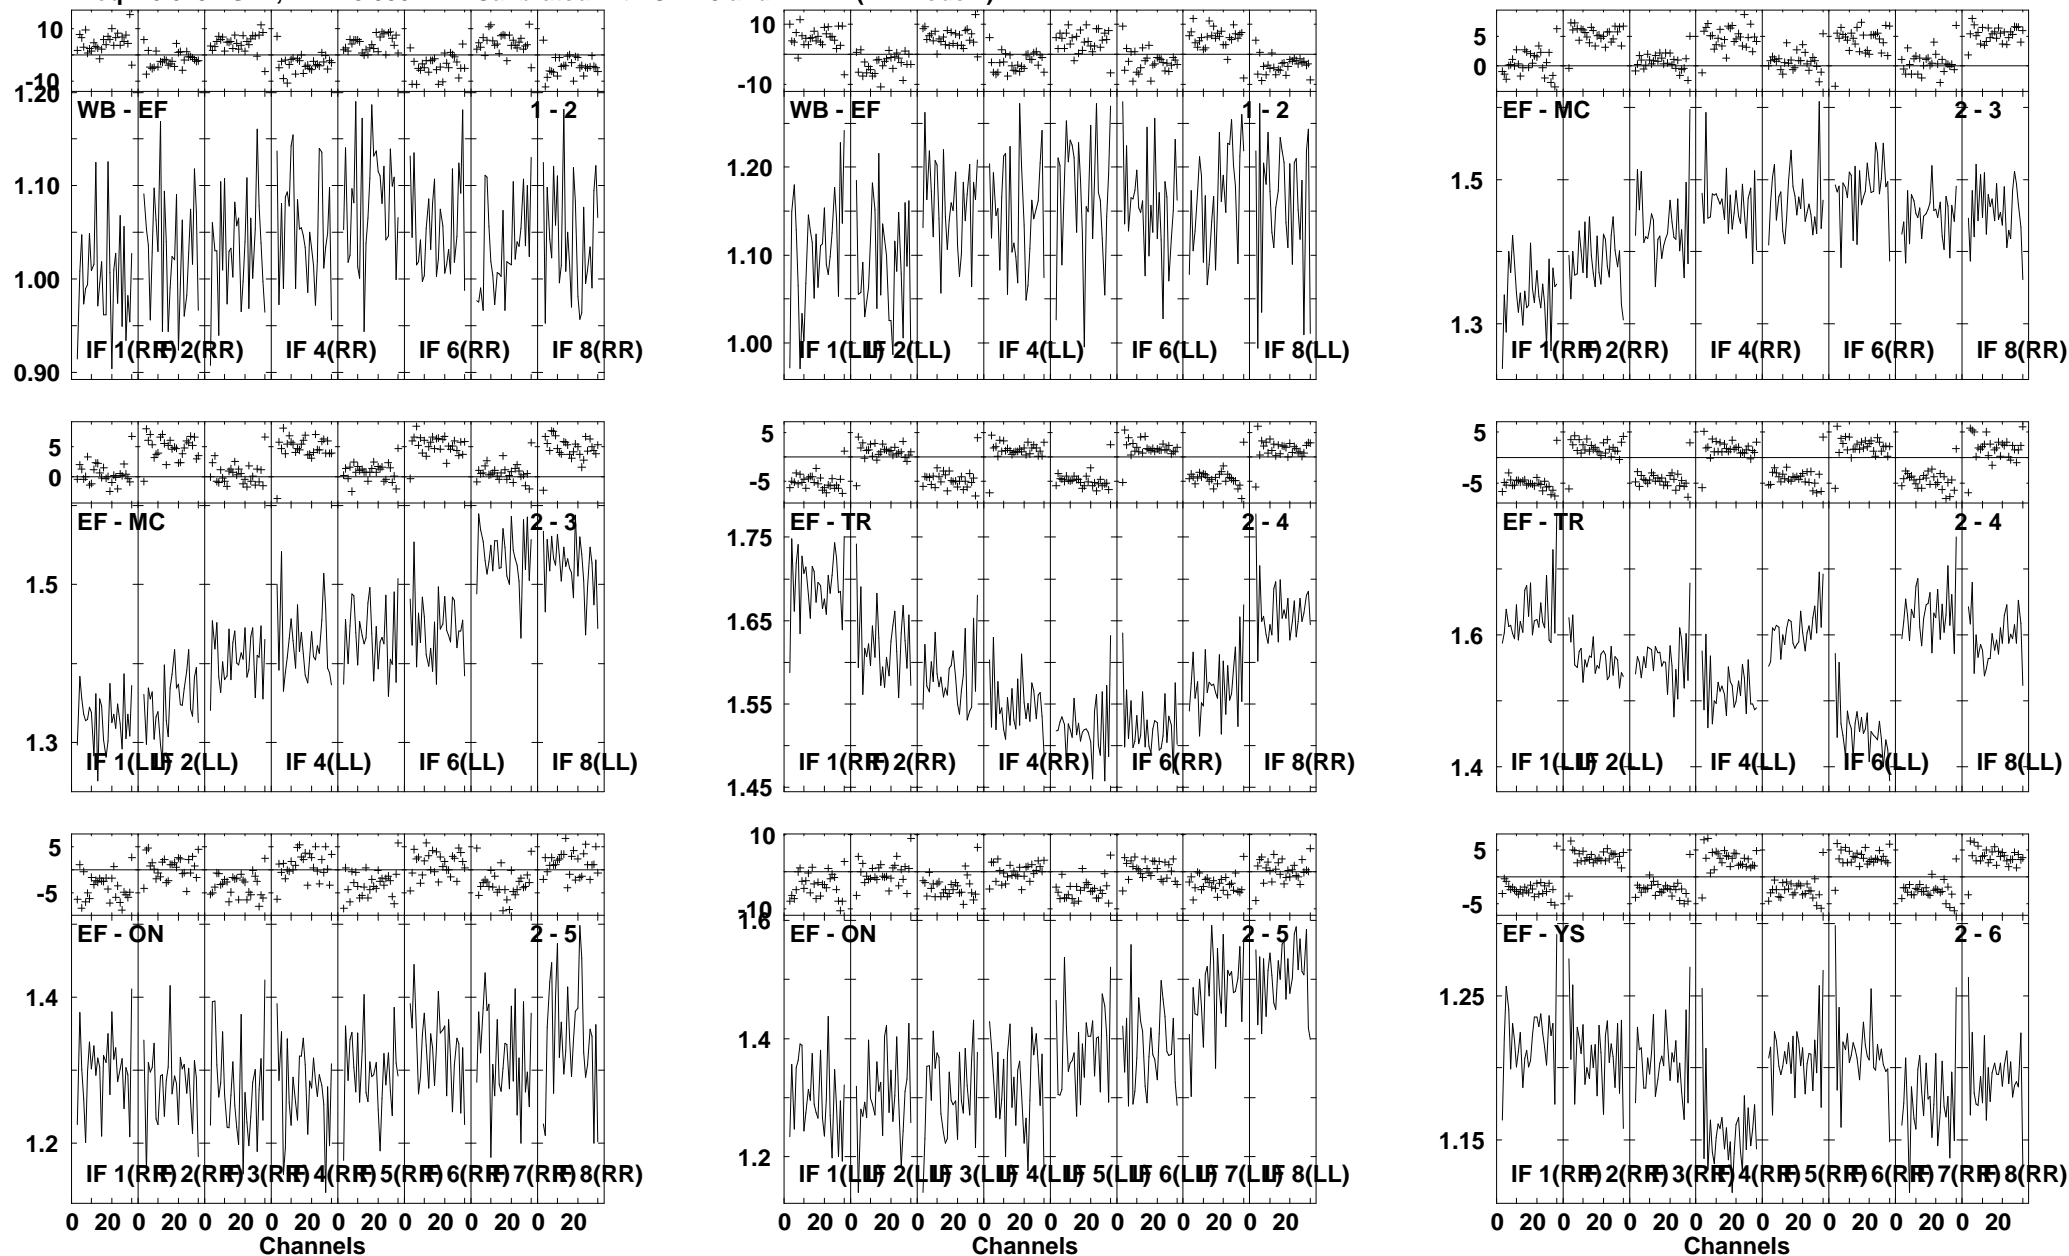 10
-10
1.20
WB - EF 1 - 2
1.10
1.00
0.90
IF 1(RR) IF 2(RR) IF 4(RR) IF 6(RR) IF 8(RR)
10
-10
WB - EF 1 - 2
1.20
1.10
1.00
IF 1(LL) IF 2(LL) IF 4(LL) IF 6(LL) IF 8(LL)
5
0
EF - MC 2 - 3
1.5
1.3
IF 1(RR) IF 2(RR) IF 4(RR) IF 6(RR) IF 8(RR)
5
0
EF - MC 2 - 3
1.5
1.3
IF 1(LL) IF 2(LL) IF 4(LL) IF 6(LL) IF 8(LL)
5
-5
EF - TR 2 - 4
1.75
1.65
1.55
1.45
IF 1(RR) IF 2(RR) IF 4(RR) IF 6(RR) IF 8(RR)
5
-5
EF - TR 2 - 4
1.6
1.4
IF 1(LL) IF 2(LL) IF 4(LL) IF 6(LL) IF 8(LL)
5
-5
EF - ON 2 - 5
1.4
1.2
IF 1(RR) IF 2(RR) IF 3(RR) IF 4(RR) IF 5(RR) IF 6(RR) IF 7(RR) IF 8(RR)
0 20 0 20 0 20 0 20 0 20 0 20 0 20 0 20
Channels
10
-10
1.6
EF - ON 2 - 5
1.4
1.2
IF 1(LL) IF 2(LL) IF 3(LL) IF 4(LL) IF 5(LL) IF 6(LL) IF 7(LL) IF 8(LL)
0 20 0 20 0 20 0 20 0 20 0 20 0 20 0 20
Channels
5
-5
EF - YS 2 - 6
1.25
1.15
IF 1(RR) IF 2(RR) IF 3(RR) IF 4(RR) IF 5(RR) IF 6(RR) IF 7(RR) IF 8(RR)
0 20 0 20 0 20 0 20 0 20 0 20 0 20 0 20
Channels